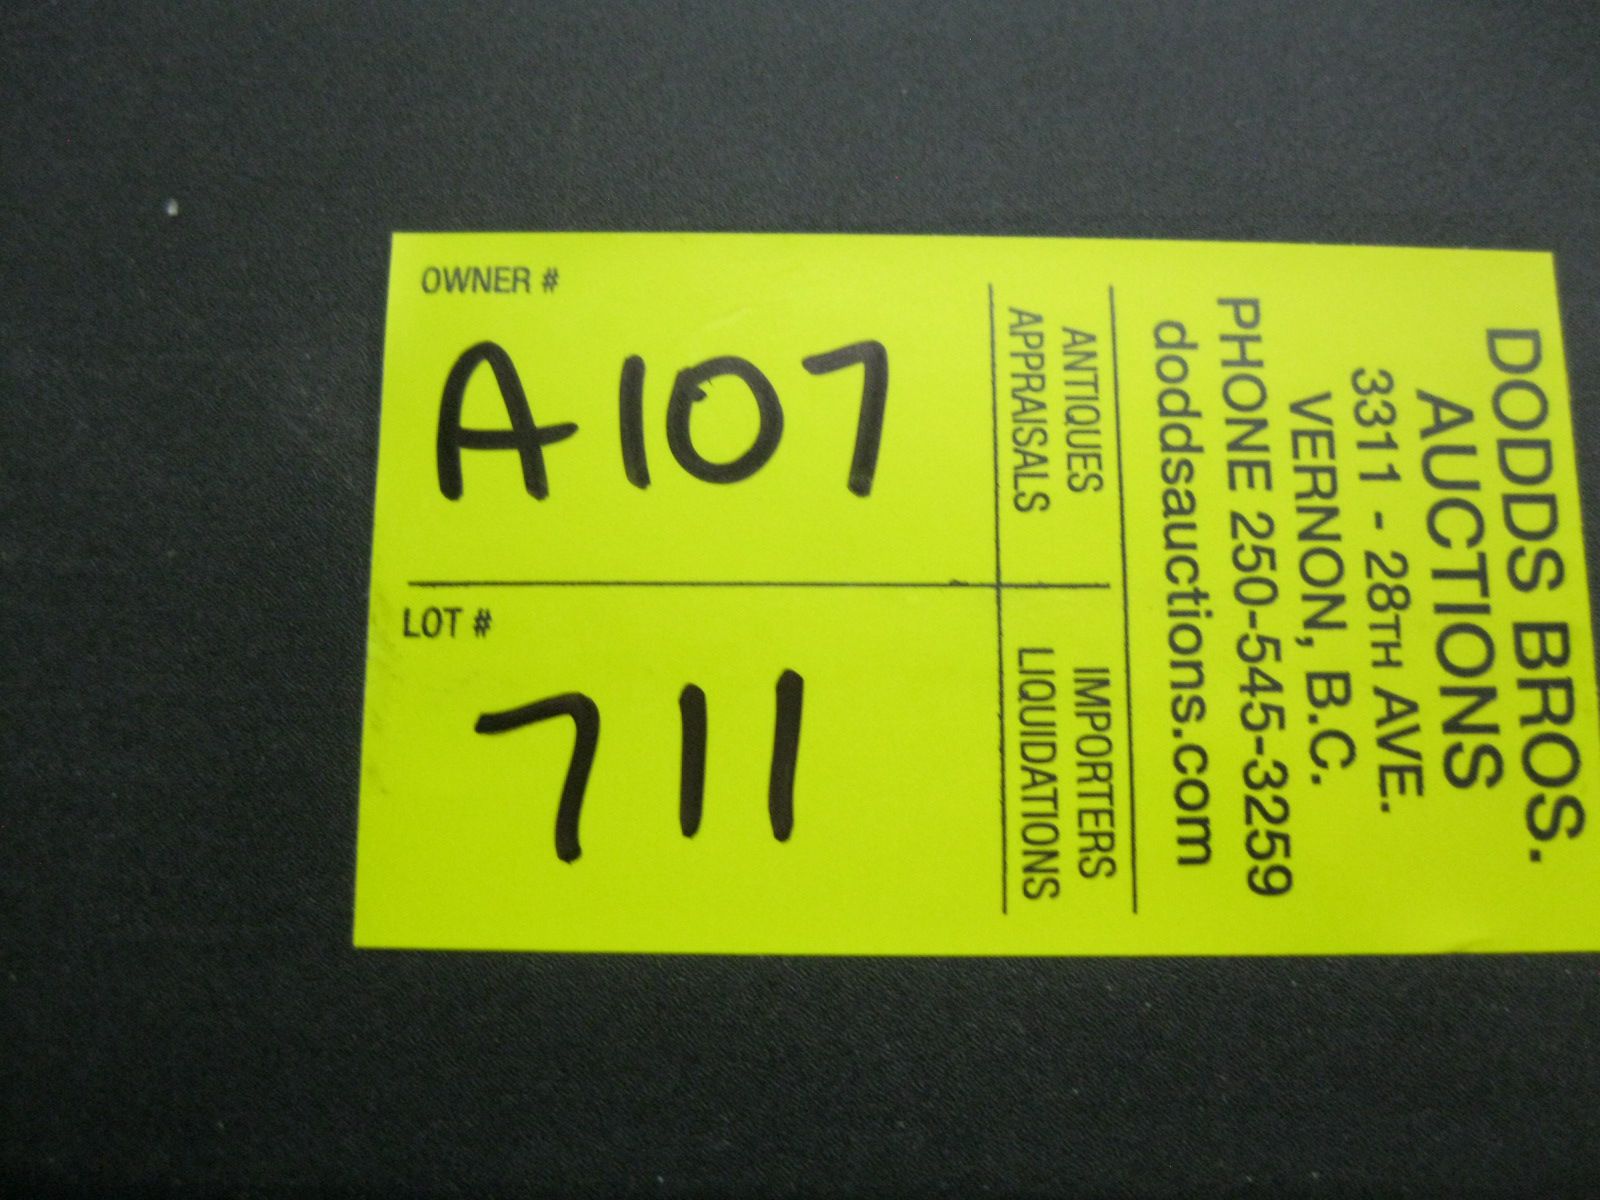 OWNER #
A107
LOT #
711
DODDS BROS.
AUCTIONS
3311 - 28TH AVE.
VERNON, B.C.
PHONE 250-545-3259
doddsauctions.com
ANTIQUES
APPRAISALS
IMPORTERS
LIQUIDATIONS